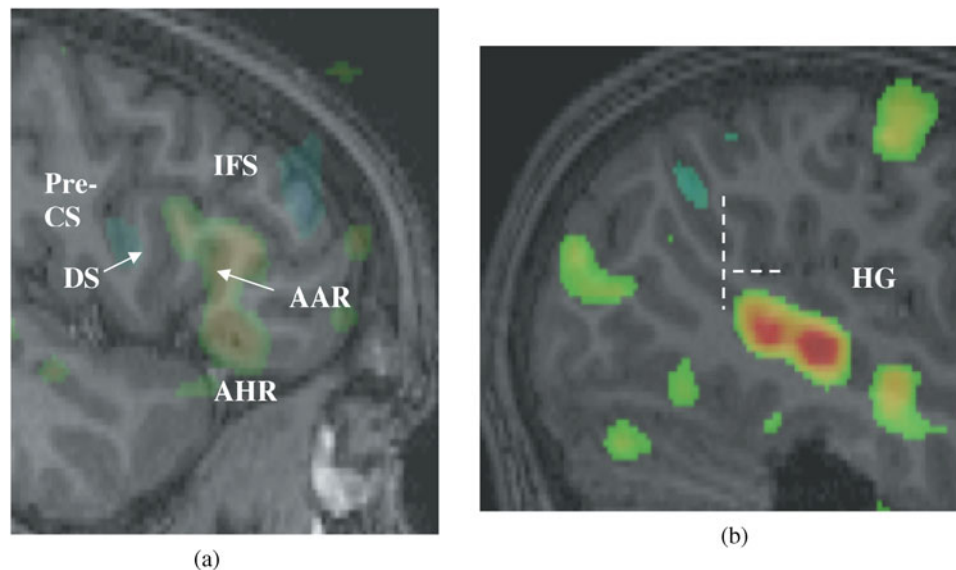 IFS
Pre-
CS
DS
AAR
AHR
(a)
HG
(b)